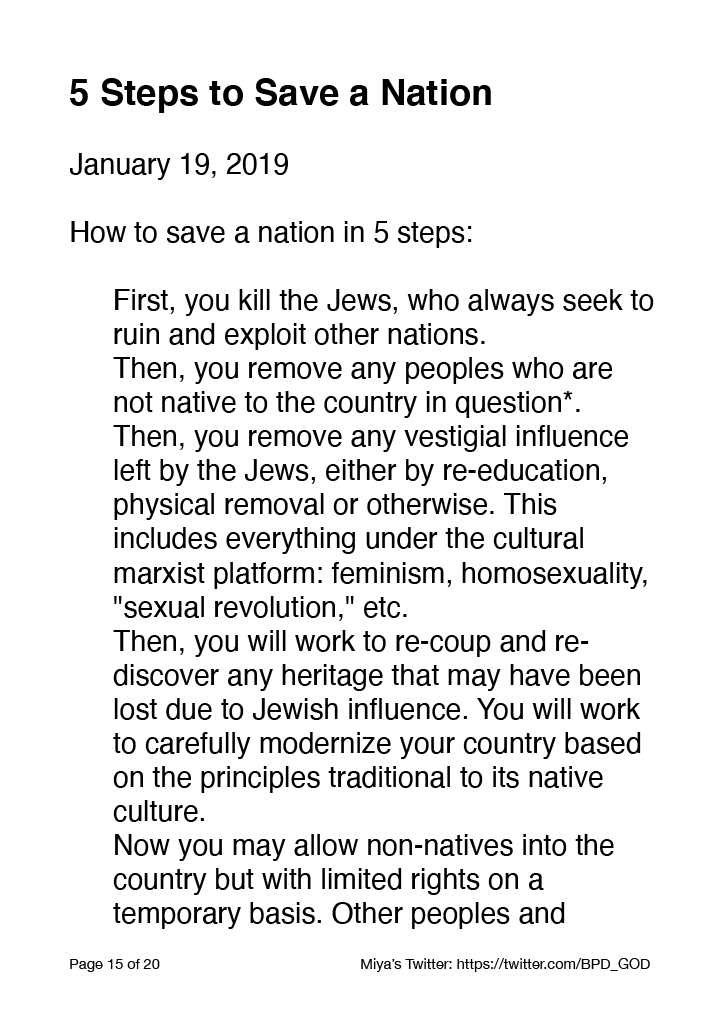 5 Steps to Save a Nation
January 19, 2019
How to save a nation in 5 steps:
First, you kill the Jews, who always seek to
ruin and exploit other nations.
Then, you remove any peoples who are
not native to the country in question*.
Then, you remove any vestigial influence
left by the Jews, either by re-education,
physical removal or otherwise. This
includes everything under the cultural
marxist platform: feminism, homosexuality,
"sexual revolution," etc.
Then, you will work to re-coup and re-
discover any heritage that may have been
lost due to Jewish influence. You will work
to carefully modernize your country based
on the principles traditional to its native
culture.
Now you may allow non-natives into the
country but with limited rights on a
temporary basis. Other peoples and
Page 15 of 20 Miya's Twitter: https://twitter.com/BPD_GOD